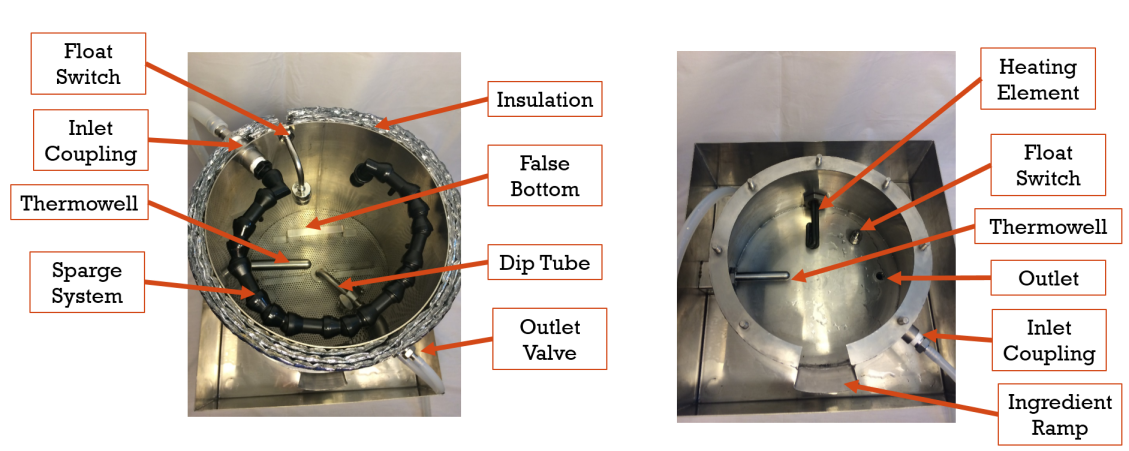 Float
Switch
Inlet
Coupling
Thermowell
Sparge
System
Insulation
False
Bottom
Dip Tube
Outlet
Valve
Heating
Element
Float
Switch
Thermowell
Outlet
Inlet
Coupling
Ingredient
Ramp